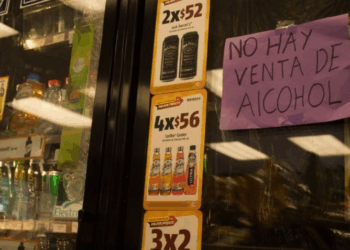 2x$52
4x$56
3x2
NO HAY
VENTA DE
AlCOHOL